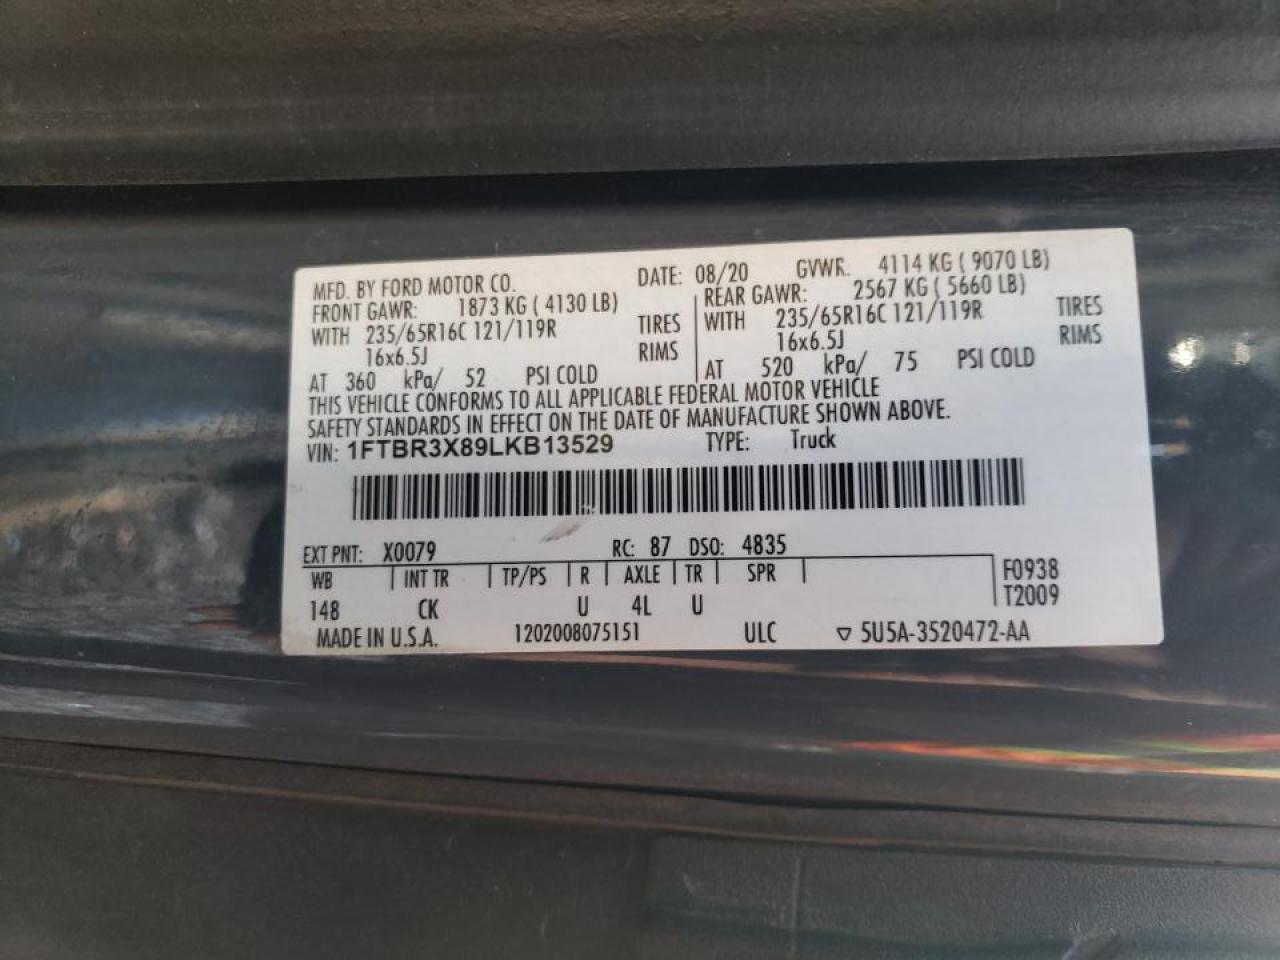 MFD. BY FORD MOTOR CO. DATE: 08/20 GVWR: 4114 KG ( 9070 LB)
FRONT GAWR: 1873 KG ( 4130 LB) REAR GAWR: 2567 KG ( 5660 LB)
WITH 235/65R16C 121/119R TIRES WITH 235/65R16C 121/119R TIRES
16x6.5J RIMS 16x6.5J RIMS
AT 360 kPa/ 52 PSI COLD AT 520 kPa/ 75 PSI COLD
THIS VEHICLE CONFORMS TO ALL APPLICABLE FEDERAL MOTOR VEHICLE
SAFETY STANDARDS IN EFFECT ON THE DATE OF MANUFACTURE SHOWN ABOVE.
VIN: 1FTBR3X89LKB13529 TYPE: Truck
EXT PNT: X0079 RC: 87 DSO: 4835
WB INT TR TP/PS R AXLE TR SPR F0938
148 CK U 4L U T2009
MADE IN U.S.A. 1202008075151 ULC ▽ 5U5A-3520472-AA